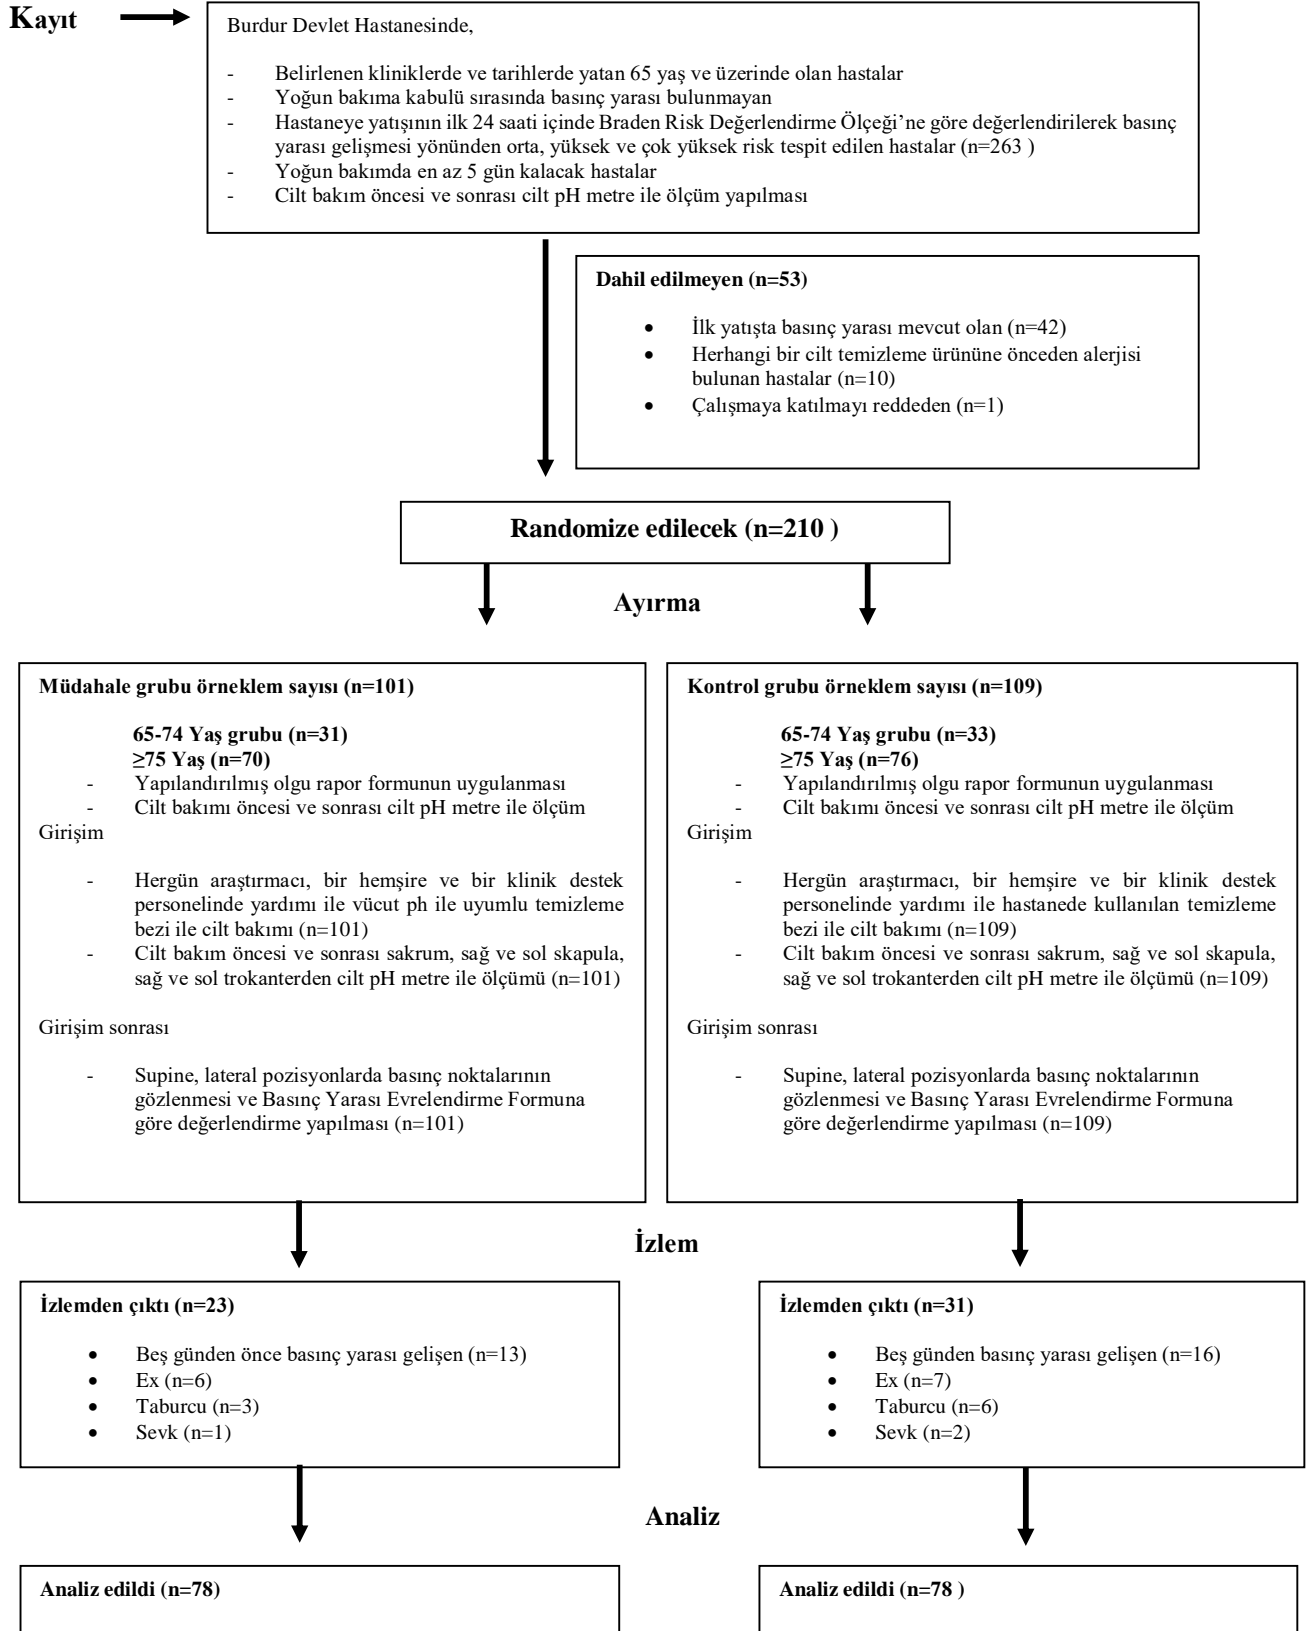 Kayıt
Burdur Devlet Hastanesinde,
- Belirlenen kliniklerde ve tarihlerde yatan 65 yaş ve üzerinde olan hastalar
- Yoğun bakıma kabulü sırasında basınç yarası bulunmayan
- Hastaneye yatışının ilk 24 saati içinde Braden Risk Değerlendirme Ölçeği’ne göre değerlendirilerek basınç
yarası gelişmesi yönünden orta, yüksek ve çok yüksek risk tespit edilen hastalar (n=263 )
- Yoğun bakımda en az 5 gün kalacak hastalar
- Cilt bakım öncesi ve sonrası cilt pH metre ile ölçüm yapılması
Dahil edilmeyen (n=53)
• İlk yatışta basınç yarası mevcut olan (n=42)
• Herhangi bir cilt temizleme ürününe önceden alerjisi
bulunan hastalar (n=10)
• Çalışmaya katılmayı reddeden (n=1)
Randomize edilecek (n=210 )
Ayırma
Müdahale grubu örneklem sayısı (n=101)
65-74 Yaş grubu (n=31)
≥75 Yaş (n=70)
- Yapılandırılmış olgu rapor formunun uygulanması
- Cilt bakımı öncesi ve sonrası cilt pH metre ile ölçüm
Girişim
- Hergün araştırmacı, bir hemşire ve bir klinik destek
personelinde yardımı ile vücut ph ile uyumlu temizleme
bezi ile cilt bakımı (n=101)
- Cilt bakım öncesi ve sonrası sakrum, sağ ve sol skapula,
sağ ve sol trokanterden cilt pH metre ile ölçümü (n=101)
Girişim sonrası
- Supine, lateral pozisyonlarda basınç noktalarının
gözlenmesi ve Basınç Yarası Evrelendirme Formuna
göre değerlendirme yapılması (n=101)
Kontrol grubu örneklem sayısı (n=109)
65-74 Yaş grubu (n=33)
≥75 Yaş (n=76)
- Yapılandırılmış olgu rapor formunun uygulanması
- Cilt bakımı öncesi ve sonrası cilt pH metre ile ölçüm
Girişim
- Hergün araştırmacı, bir hemşire ve bir klinik destek
personelinde yardımı ile hastanede kullanılan temizleme
bezi ile cilt bakımı (n=109)
- Cilt bakım öncesi ve sonrası sakrum, sağ ve sol skapula,
sağ ve sol trokanterden cilt pH metre ile ölçümü (n=109)
Girişim sonrası
- Supine, lateral pozisyonlarda basınç noktalarının
gözlenmesi ve Basınç Yarası Evrelendirme Formuna
göre değerlendirme yapılması (n=109)
İzlem
İzlemden çıktı (n=23)
• Beş günden önce basınç yarası gelişen (n=13)
• Ex (n=6)
• Taburcu (n=3)
• Sevk (n=1)
İzlemden çıktı (n=31)
• Beş günden basınç yarası gelişen (n=16)
• Ex (n=7)
• Taburcu (n=6)
• Sevk (n=2)
Analiz
Analiz edildi (n=78)
Analiz edildi (n=78 )